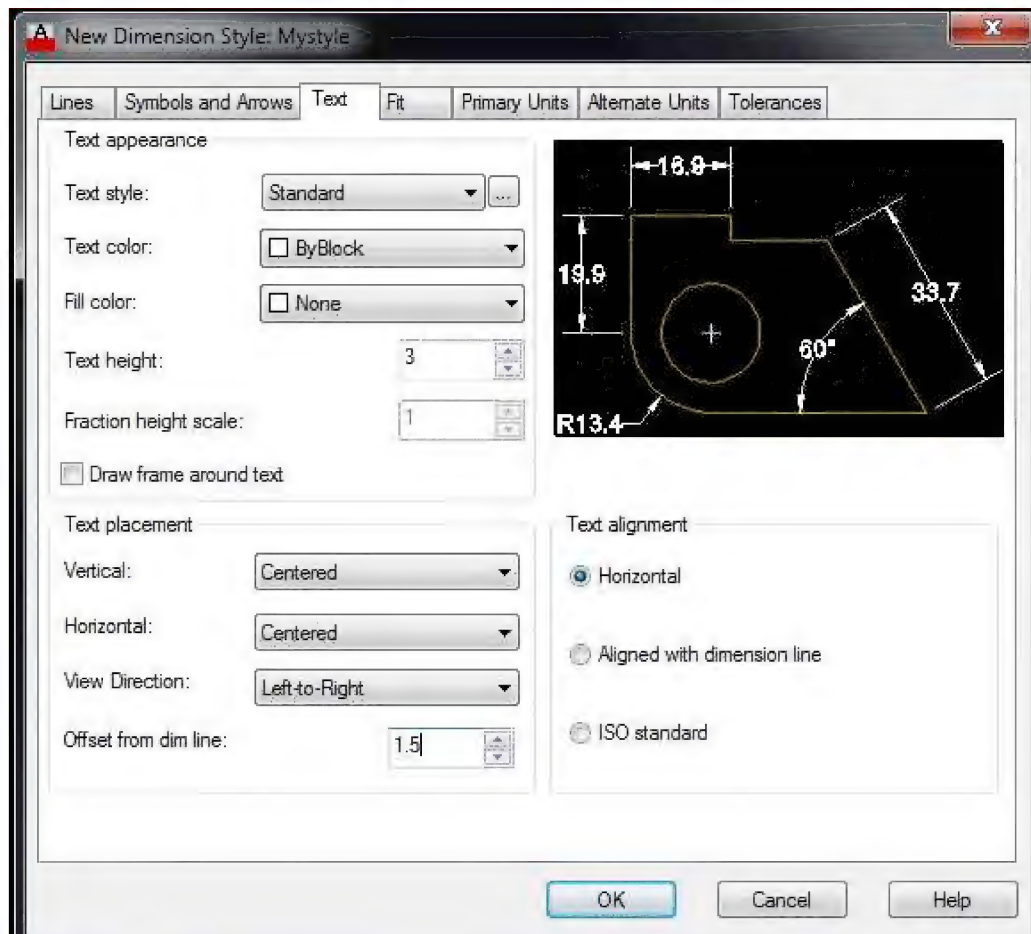 New Dimension Style: Mystyle
Lines Symbols and Arrows Text Fit Primary Units Alternate Units Tolerances
Text appearance
Text style: Standard ...
Text color: ByBlock
Fill color: None
Text height: 3
Fraction height scale: 1
Draw frame around text
16.9
19.9
33.7
60°
R13.4
Text placement
Vertical: Centered
Horizontal: Centered
View Direction: Left-to-Right
Offset from dim line: 1.5
Text alignment
Horizontal
Aligned with dimension line
ISO standard
OK Cancel Help